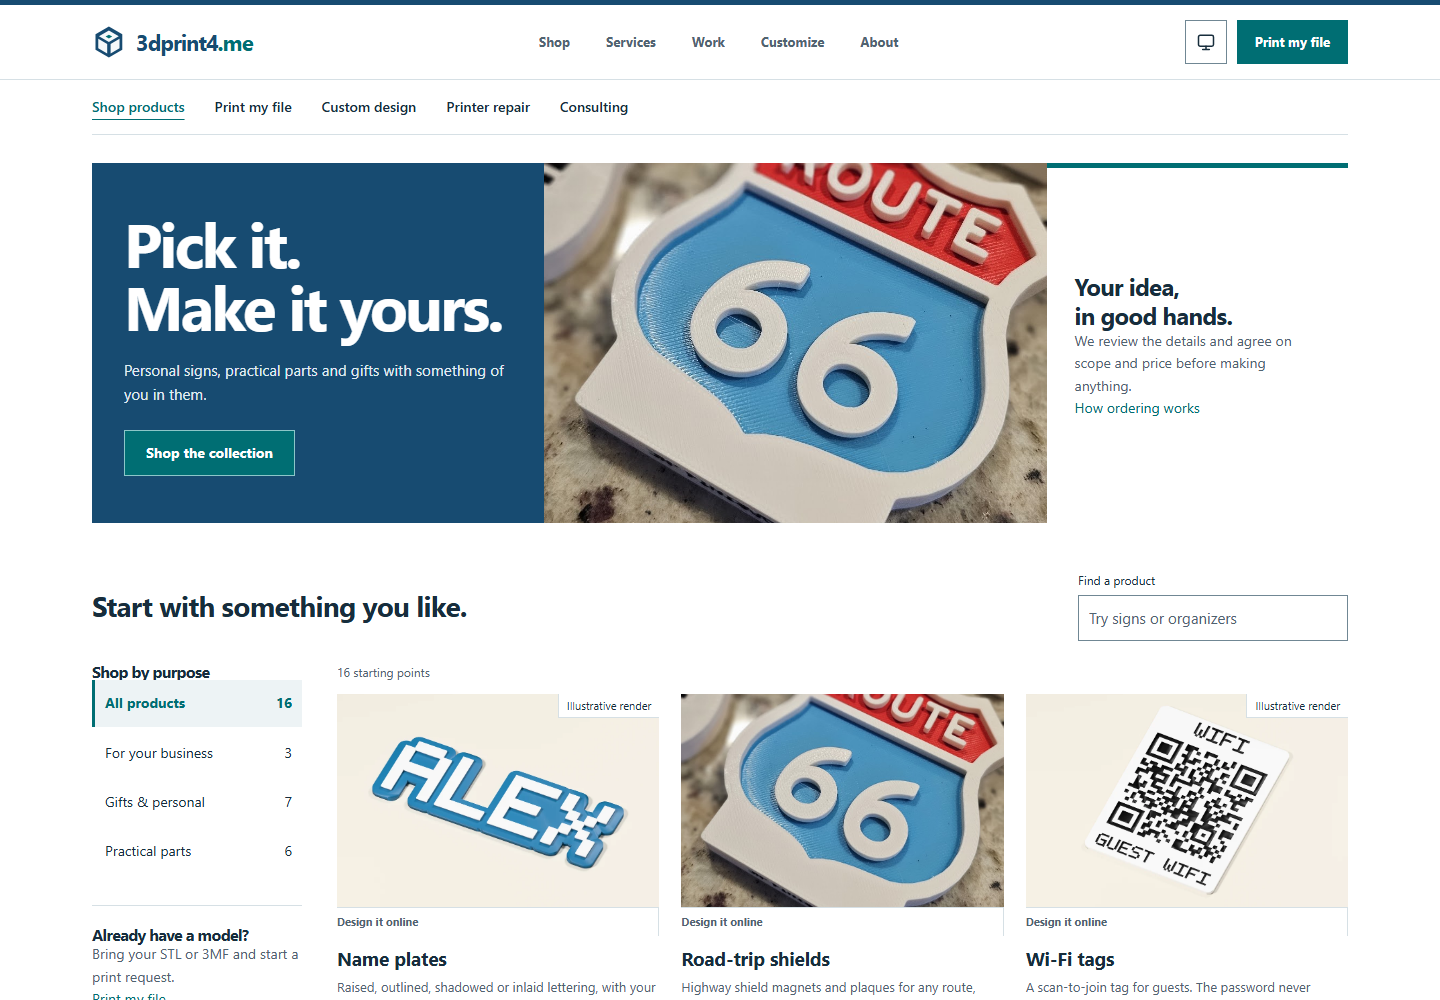 3dprint4.me
Shop
Services
Work
Customize
About
Print my file
Shop products
Print my file
Custom design
Printer repair
Consulting
Pick it.
Make it yours.
Personal signs, practical parts and gifts with something of
you in them.
Shop the collection
ROUTE
66
Your idea,
in good hands.
We review the details and agree on
scope and price before making
anything.
How ordering works
Start with something you like.
Find a product
Try signs or organizers
Shop by purpose
All products 16
For your business 3
Gifts & personal 7
Practical parts 6
Already have a model?
Bring your STL or 3MF and start a
print request.
Print my file
16 starting points
Illustrative render
ALEX
Design it online
Name plates
Raised, outlined, shadowed or inlaid lettering, with your
ROUTE
66
Design it online
Road-trip shields
Highway shield magnets and plaques for any route,
Illustrative render
WIFI
GUEST WIFI
Design it online
Wi-Fi tags
A scan-to-join tag for guests. The password never